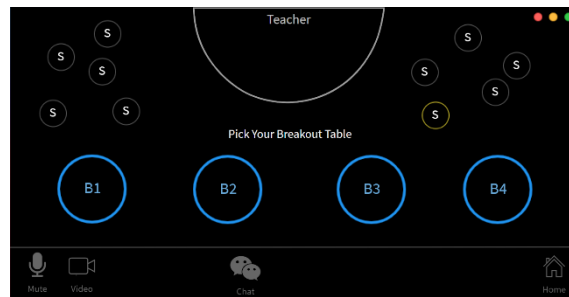 Teacher
S
S
S
S
S
S
S
S
S
S
Pick Your Breakout Table
B1
B2
B3
B4
Mute
Video
Chat
Home